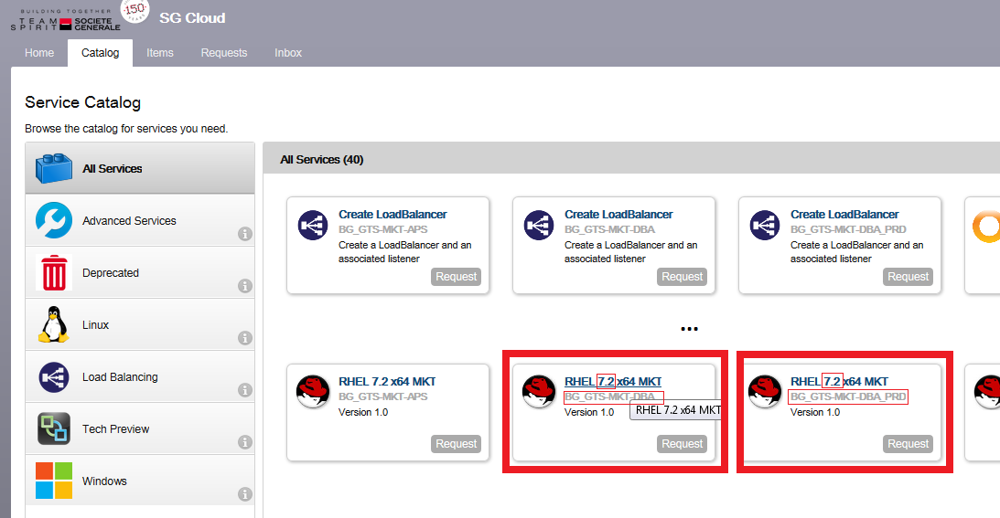 BUILDING TOGETHER
TEAM SPIRIT
SOCIETE GENERALE
150
YEARS
SG Cloud
Home
Catalog
Items
Requests
Inbox
Service Catalog
Browse the catalog for services you need.
All Services
Advanced Services
Deprecated
Linux
Load Balancing
Tech Preview
Windows
All Services (40)
Create LoadBalancer
BG_GTS-MKT-APS
Create a LoadBalancer and an
associated listener
Request
Create LoadBalancer
BG_GTS-MKT-DBA
Create a LoadBalancer and an
associated listener
Request
Create LoadBalancer
BG_GTS-MKT-DBA_PRD
Create a LoadBalancer and an
associated listener
Request
...
RHEL 7.2 x64 MKT
BG_GTS-MKT-APS
Version 1.0
Request
RHEL 7.2 x64 MKT
BG_GTS-MKT-DBA
Version 1.0
RHEL 7.2 x64 MKT
Request
RHEL 7.2 x64 MKT
BG_GTS-MKT-DBA_PRD
Version 1.0
Request